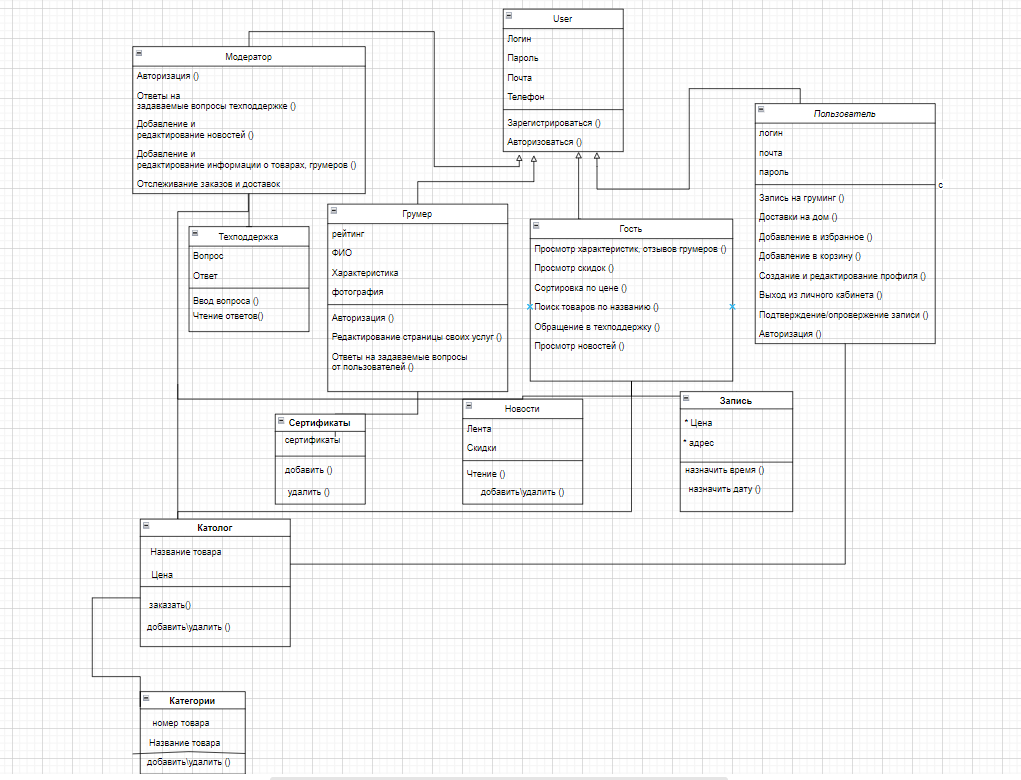 User
Логин
Пароль
Почта
Телефон
Зарегистрироваться ()
Авторизоваться ()
Модератор
Авторизация ()
Ответы на
задаваемые вопросы техподдержке ()
Добавление и
редактирование новостей ()
Добавление и
редактирование информации о товарах, грумеров ()
Отслеживание заказов и доставок
Пользователь
логин
почта
пароль
с
Запись на груминг ()
Доставки на дом ()
Добавление в избранное ()
Добавление в корзину ()
Создание и редактирование профиля ()
Выход из личного кабинета ()
Подтверждение/опровержение записи ()
Авторизация ()
Техподдержка
Вопрос
Ответ
Ввод вопроса ()
Чтение ответов()
Грумер
рейтинг
ФИО
Характеристика
фотография
Авторизация ()
Редактирование страницы своих услуг ()
Ответы на задаваемые вопросы
от пользователей ()
Гость
Просмотр характеристик, отзывов грумеров ()
Просмотр скидок ()
Сортировка по цене ()
Поиск товаров по названию ()
Обращение в техподдержку ()
Просмотр новостей ()
Сертификаты
сертификаты
добавить ()
удалить ()
Новости
Лента
Скидки
Чтение ()
добавить\удалить ()
Запись
* Цена
* адрес
назначить время ()
назначить дату ()
Католог
Название товара
Цена
заказать()
добавить\удалить ()
Категории
номер товара
Название товара
добавить\удалить ()